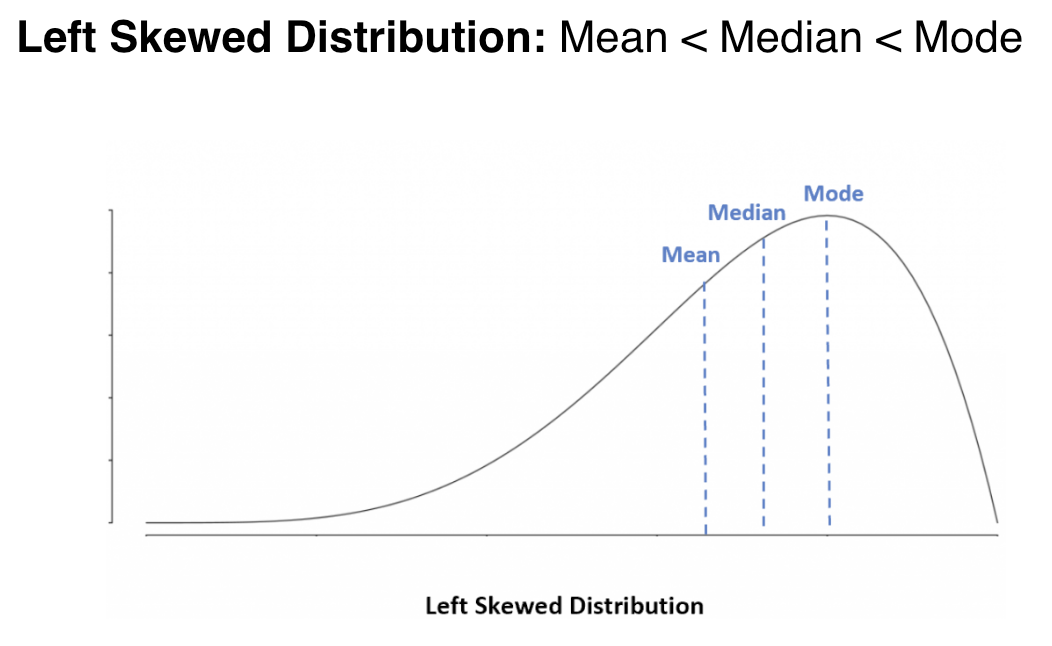 Left Skewed Distribution: Mean < Median < Mode
Mode
Median
Mean
Left Skewed Distribution